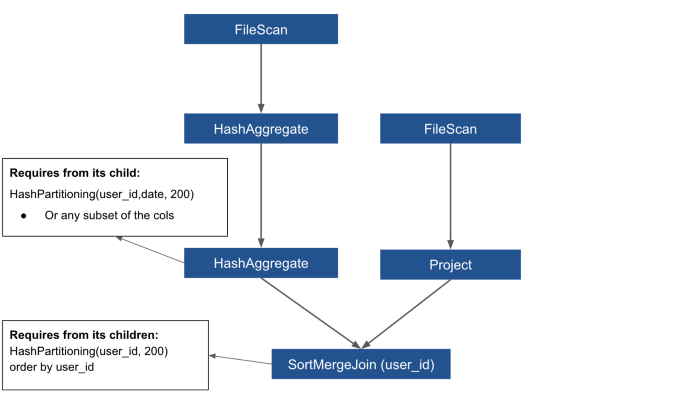 FileScan
HashAggregate
FileScan
Requires from its child:
HashPartitioning(user_id,date, 200)
● Or any subset of the cols
HashAggregate
Project
Requires from its children:
HashPartitioning(user_id, 200)
order by user_id
SortMergeJoin (user_id)